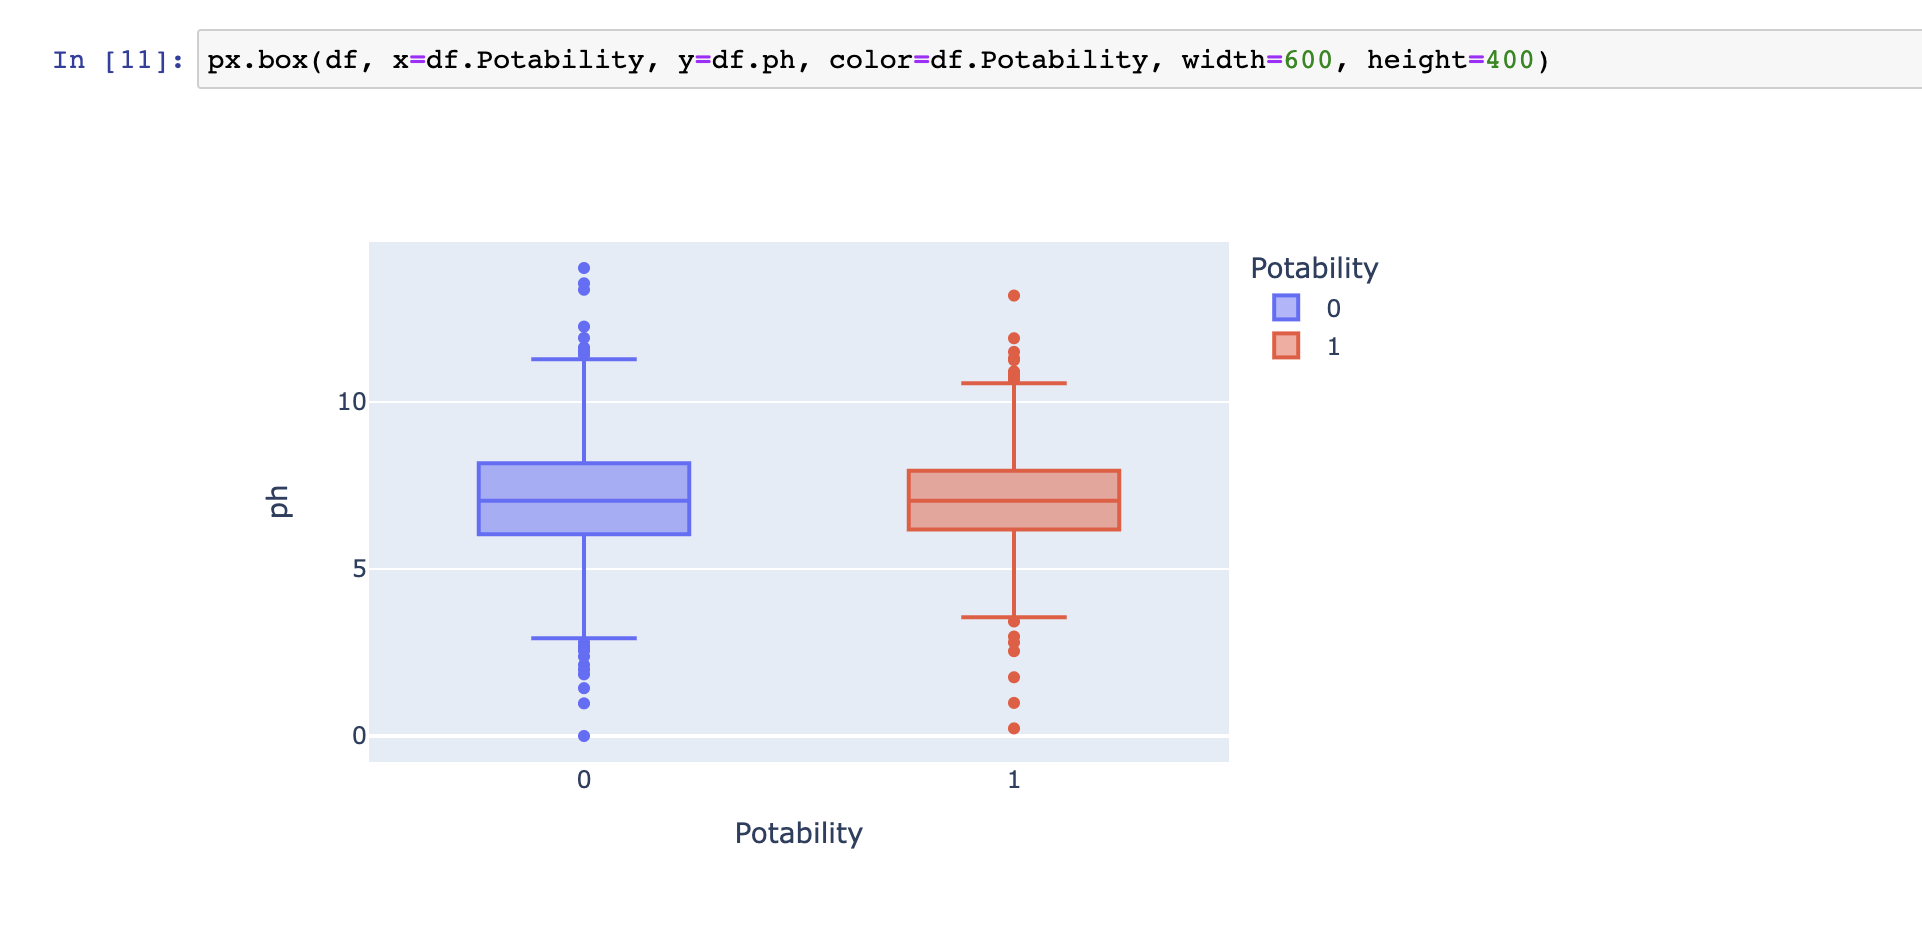 In [11]: px.box(df, x=df.Potability, y=df.ph, color=df.Potability, width=600, height=400)
Potability
0
1
10
5
0
ph
0 1
Potability